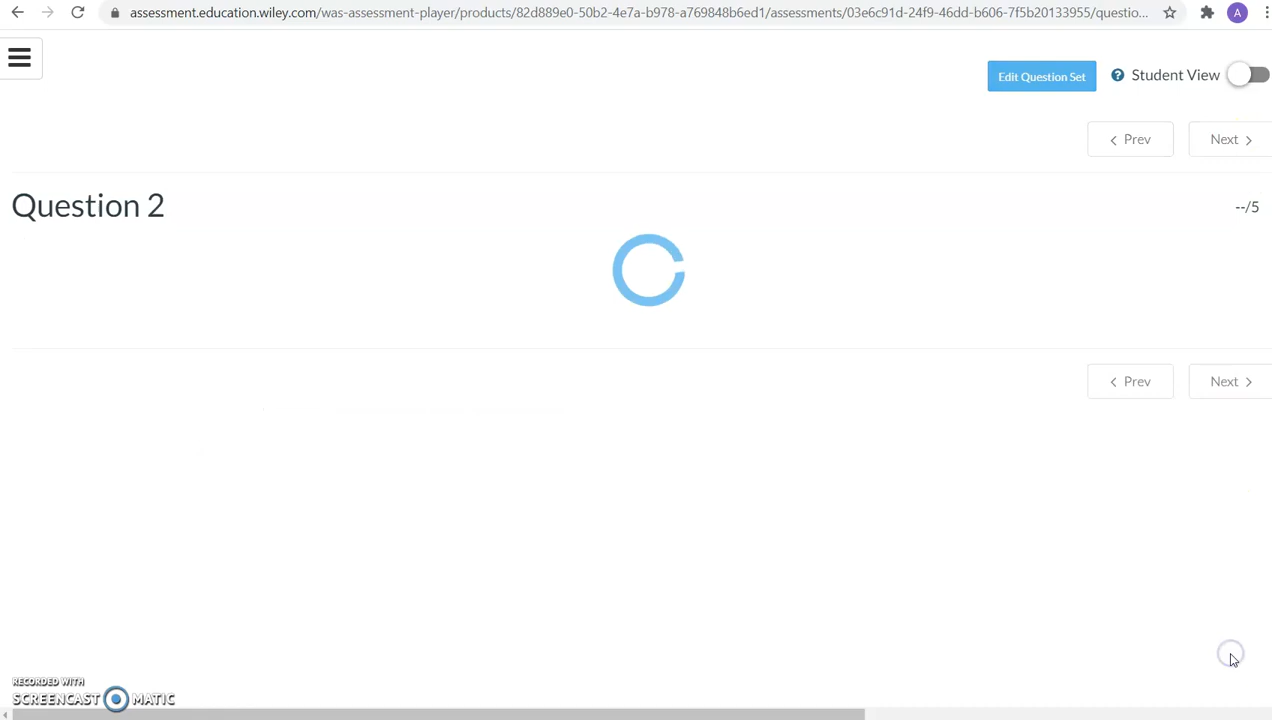 assessment.education.wiley.com/was-assessment-player/products/82d889e0-50b2-4e7a-b978-a769848b6ed1/assessments/03e6c91d-24f9-46dd-b606-7f5b20133955/questio...
A
Edit Question Set ? Student View
Prev Next
Question 2 --/5
Prev Next
RECORDED WITH
SCREENCAST MATIC